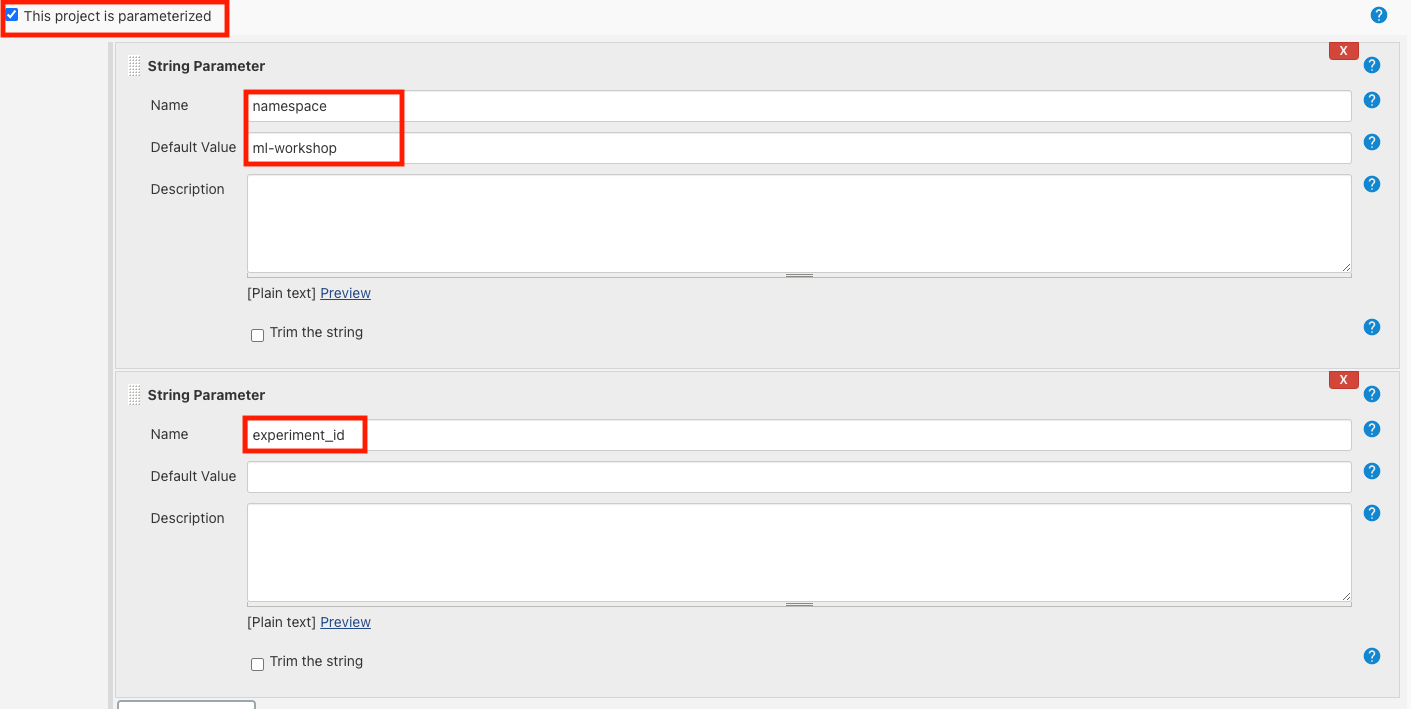 This project is parameterized
?
X
String Parameter
?
Name
namespace
?
Default Value
ml-workshop
?
Description
?
[Plain text] Preview
Trim the string
?
X
String Parameter
?
Name
experiment_id
?
Default Value
?
Description
?
[Plain text] Preview
Trim the string
?